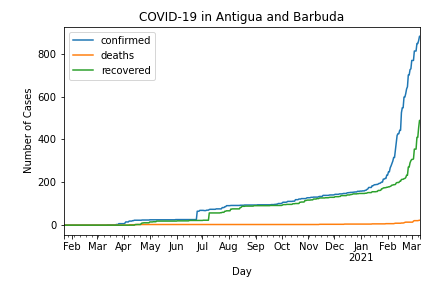 COVID-19 in Antigua and Barbuda
confirmed
deaths
recovered
Number of Cases
800
600
400
200
0
Feb Mar Apr May Jun Jul Aug Sep Oct Nov Dec Jan Feb Mar
2021
Day